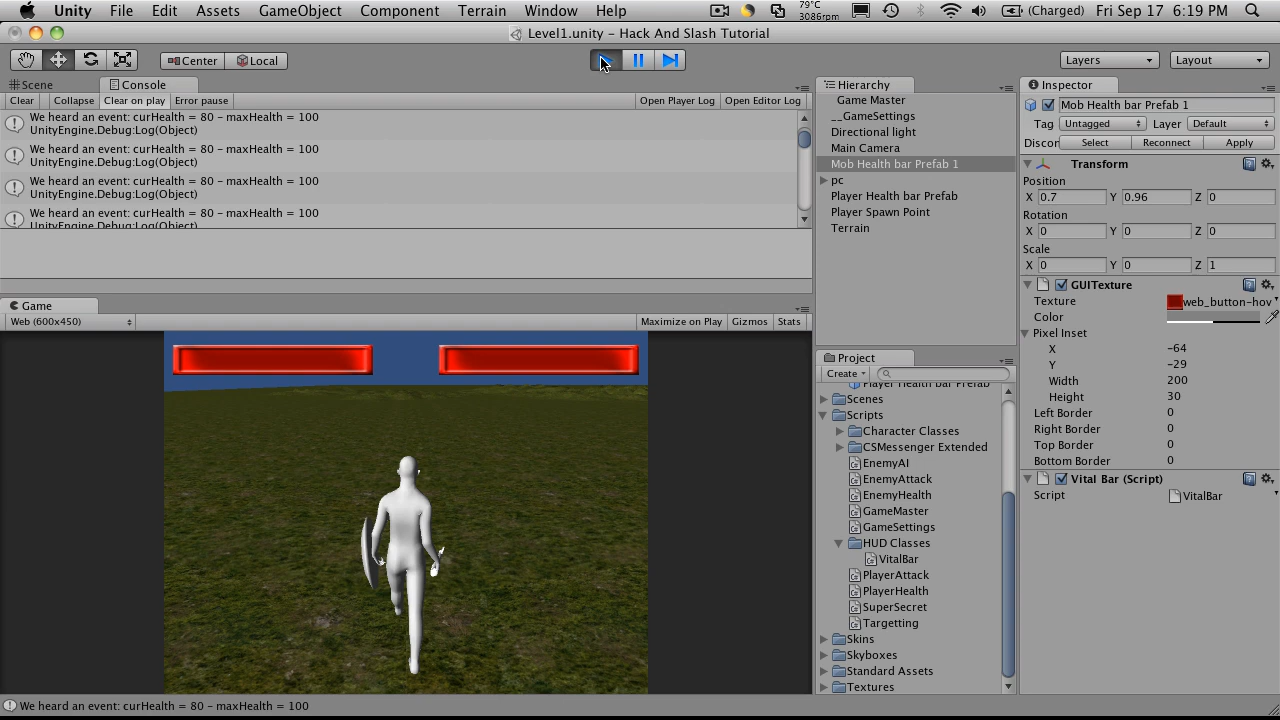 Unity File Edit Assets GameObject Component Terrain Window Help 79°C 3086rpm (Charged) Fri Sep 17 6:19 PM
Level1.unity – Hack And Slash Tutorial
Center Local Layers Layout
Scene Console
Clear Collapse Clear on play Error pause Open Player Log Open Editor Log
We heard an event: curHealth = 80 – maxHealth = 100
UnityEngine.Debug:Log(Object)
We heard an event: curHealth = 80 – maxHealth = 100
UnityEngine.Debug:Log(Object)
We heard an event: curHealth = 80 – maxHealth = 100
UnityEngine.Debug:Log(Object)
We heard an event: curHealth = 80 – maxHealth = 100
UnityEngine.Debug:Log(Object)
Game
Web (600x450) Maximize on Play Gizmos Stats
Hierarchy
Game Master
__GameSettings
Directional light
Main Camera
Mob Health bar Prefab 1
pc
Player Health bar Prefab
Player Spawn Point
Terrain
Project
Create
Player Health bar Prefab
Scenes
Scripts
Character Classes
CSMessenger Extended
EnemyAI
EnemyAttack
EnemyHealth
GameMaster
GameSettings
HUD Classes
VitalBar
PlayerAttack
PlayerHealth
SuperSecret
Targetting
Skins
Skyboxes
Standard Assets
Textures
Inspector
Mob Health bar Prefab 1
Tag Untagged Layer Default
Discor Select Reconnect Apply
Transform
Position
X 0.7 Y 0.96 Z 0
Rotation
X 0 Y 0 Z 0
Scale
X 0 Y 0 Z 1
GUITexture
Texture web_button-hov
Color
Pixel Inset
X –64
Y –29
Width 200
Height 30
Left Border 0
Right Border 0
Top Border 0
Bottom Border 0
Vital Bar (Script)
Script VitalBar
We heard an event: curHealth = 80 – maxHealth = 100